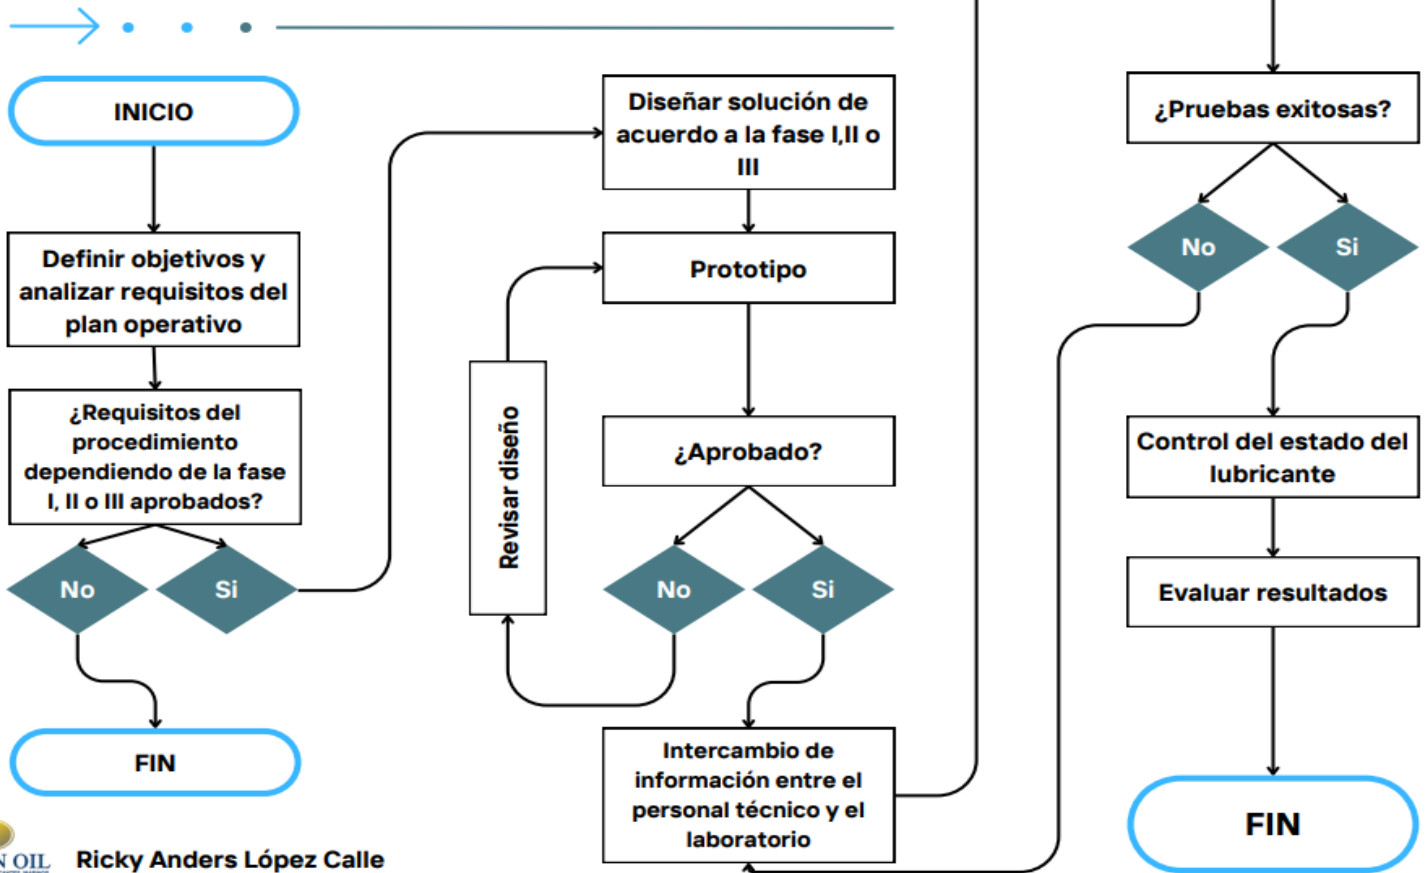 INICIO
Definir objetivos y
analizar requisitos del
plan operativo
¿Requisitos del
procedimiento
dependiendo de la fase
I, II o III aprobados?
No
Si
FIN
Diseñar solución de
acuerdo a la fase I,II o
III
Prototipo
Revisar diseño
¿Aprobado?
No
Si
Intercambio de
información entre el
personal técnico y el
laboratorio
¿Pruebas exitosas?
No
Si
Control del estado del
lubricante
Evaluar resultados
FIN
N OIL
Ricky Anders López Calle